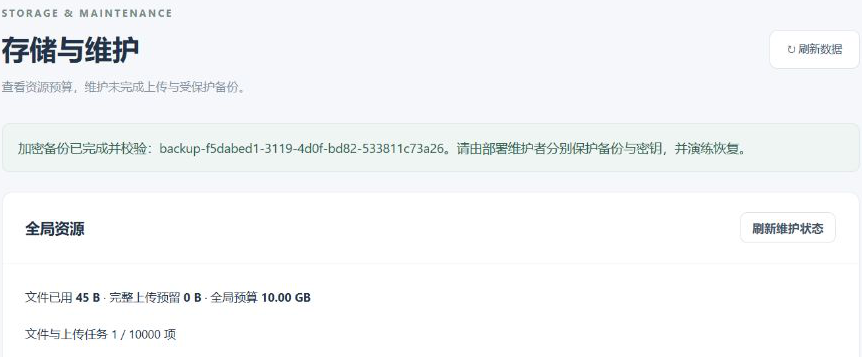 STORAGE & MAINTENANCE
存储与维护
↻ 刷新数据
查看资源预算，维护未完成上传与受保护备份。
加密备份已完成并校验：backup-f5dabed1-3119-4d0f-bd82-533811c73a26。请由部署维护者分别保护备份与密钥，并演练恢复。
全局资源
刷新维护状态
文件已用 45 B · 完整上传预留 0 B · 全局预算 10.00 GB
文件与上传任务 1 / 10000 项